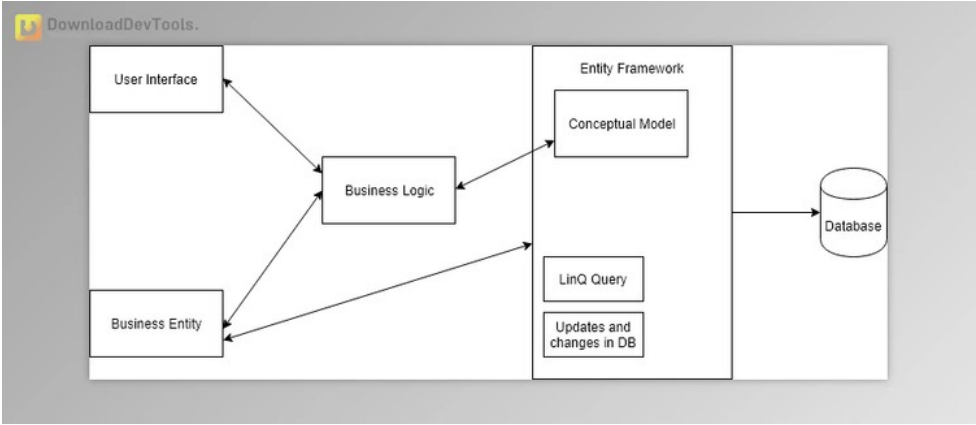 DownloadDevTools.
User Interface
Entity Framework
Conceptual Model
Business Logic
Database
LinQ Query
Business Entity
Updates and
changes in DB